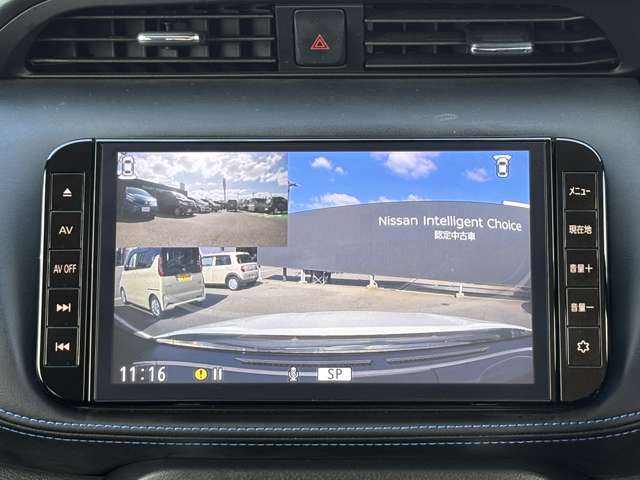 AV
AV OFF
メニュー
現在地
音量+
音量-
Nissan Intelligent Choice
認定中古車
11:16
SP